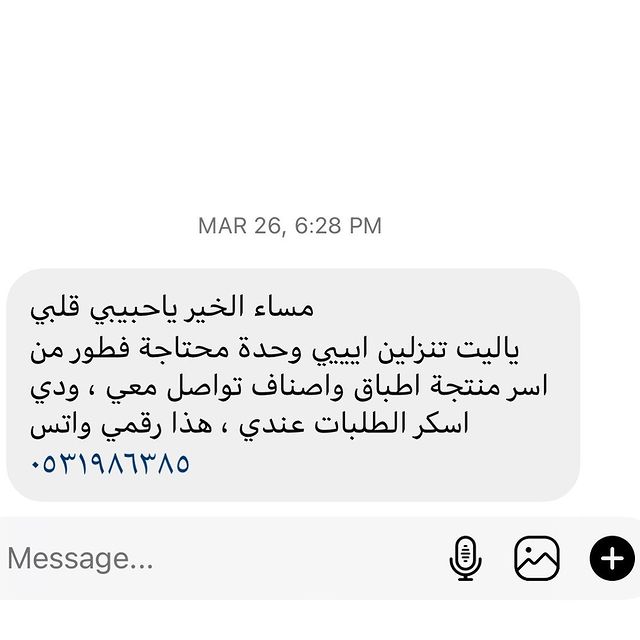 MAR 26, 6:28 PM
مساء الخير ياحبيبي قلبي
ياليت تنزلين ايييي وحدة محتاجة فطور من
اسر منتجة اطباق واصناف تواصل معي ، ودي
اسكر الطلبات عندي ، هذا رقمي واتس
٠٥٣١٩٨٦٣٨٥
Message...